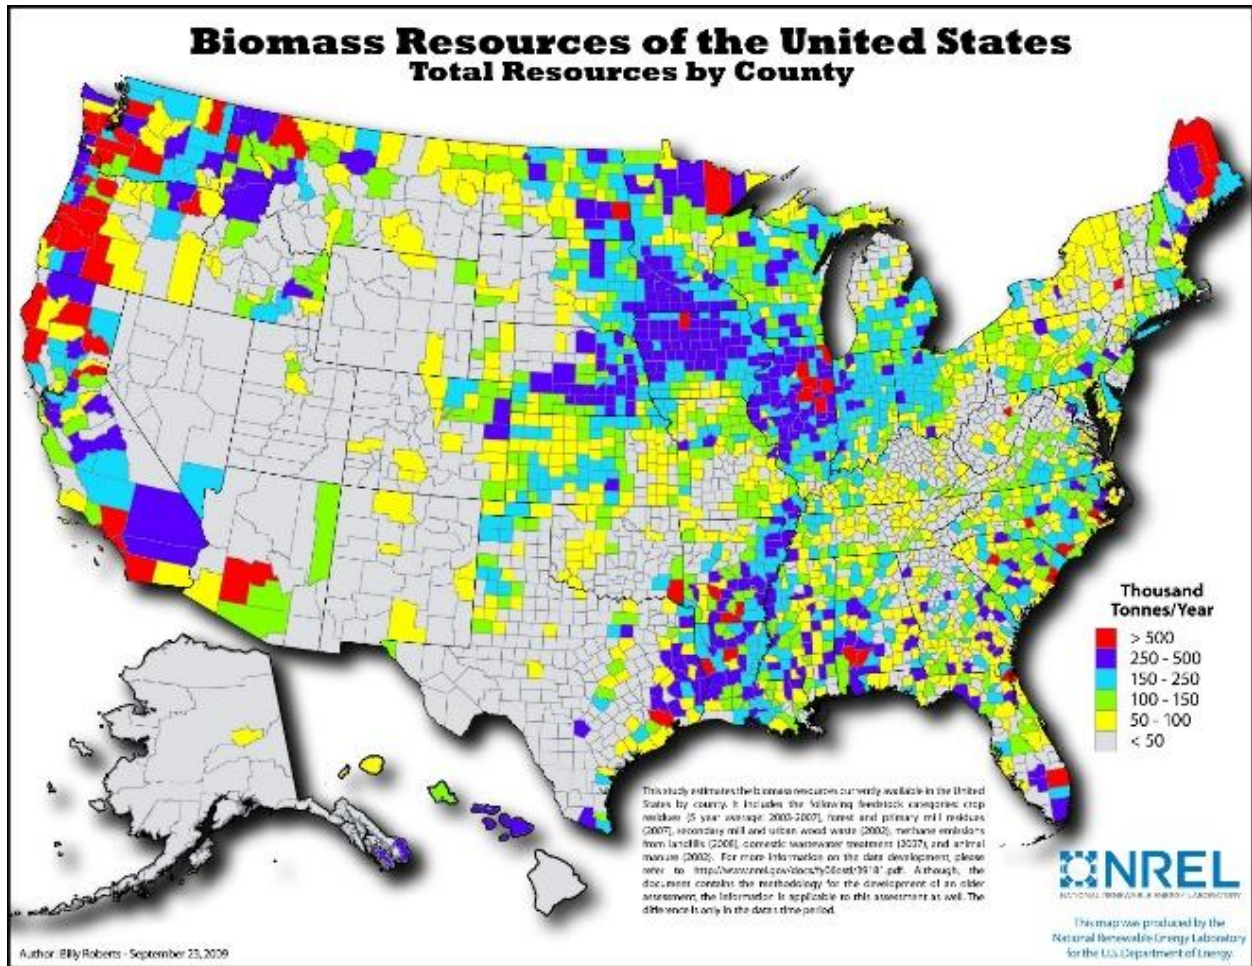 Biomass Resources of the United States
Total Resources by County
Thousand
Tonnes/Year
> 500
250 - 500
150 - 250
100 - 150
50 - 100
< 50
This study estimates the biomass resources currently available in the United
States by county. It includes the following feedstock categories: crop
residues (5 year average: 2003-2007), forest and primary mill residues
(2007), secondary mill and urban wood waste (2002), methane emissions
from landfills (2008), domestic wastewater treatment (2007), and animal
manure (2002). For more information on the data development, please
refer to Although, the
document contains the methodology for the development of an older
assessment, the information is applicable to this assessment as well. The
difference is only in the data's time period.
NREL
NATIONAL RENEWABLE ENERGY LABORATORY
This map was produced by the
National Renewable Energy Laboratory
for the U.S. Department of Energy.
Author: Billy Roberts - September 23, 2009